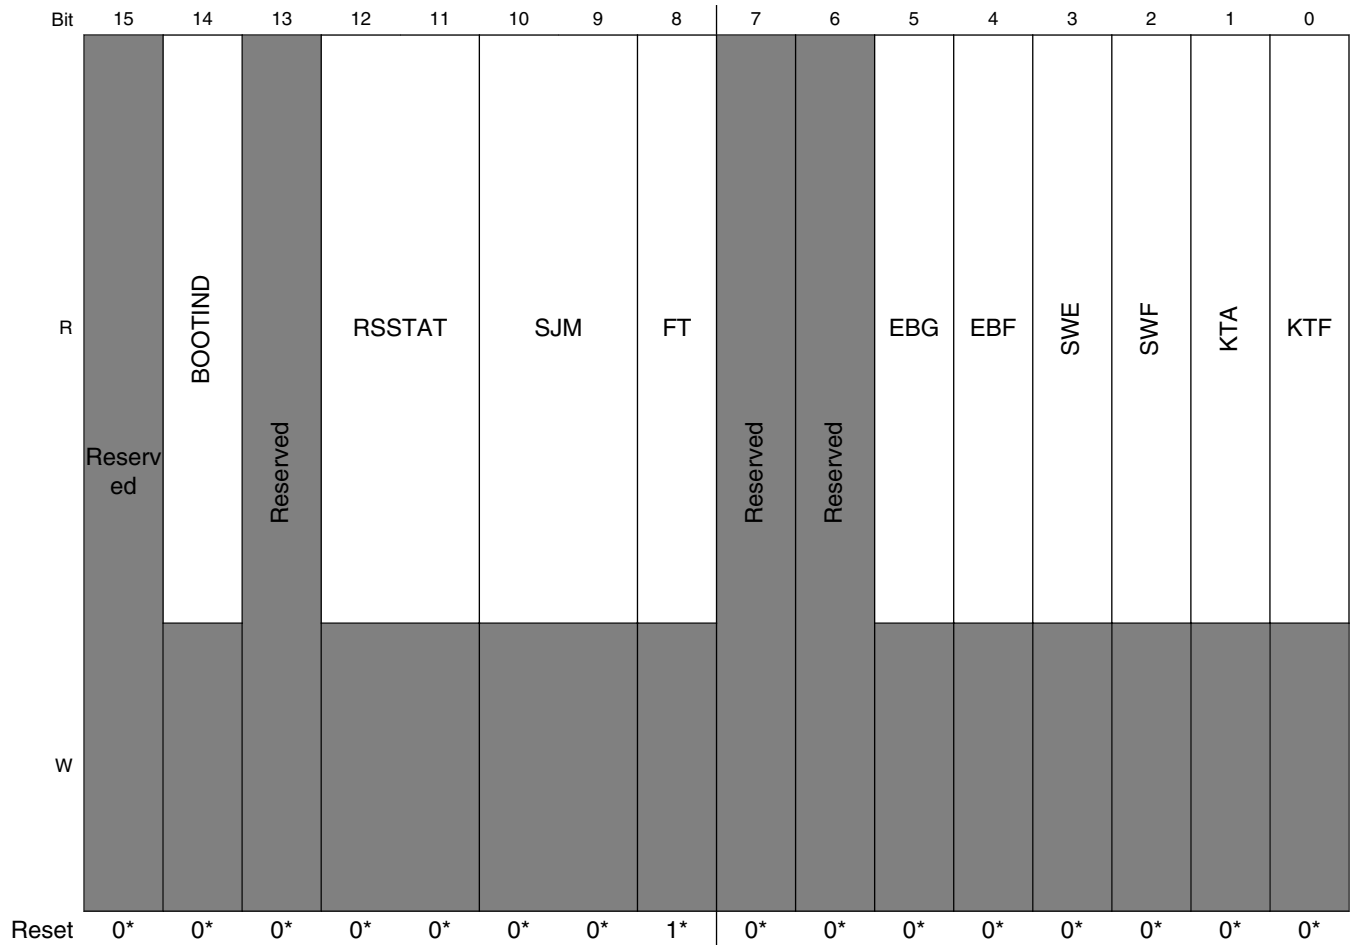 Bit 15 14 13 12 11 10 9 8 7 6 5 4 3 2 1 0
R BOOTIND RSSTAT SJM FT EBG EBF SWE SWF KTA KTF
Reserv
ed
Reserved
Reserved
Reserved
W
Reset 0* 0* 0* 0* 0* 0* 0* 1* 0* 0* 0* 0* 0* 0* 0* 0*